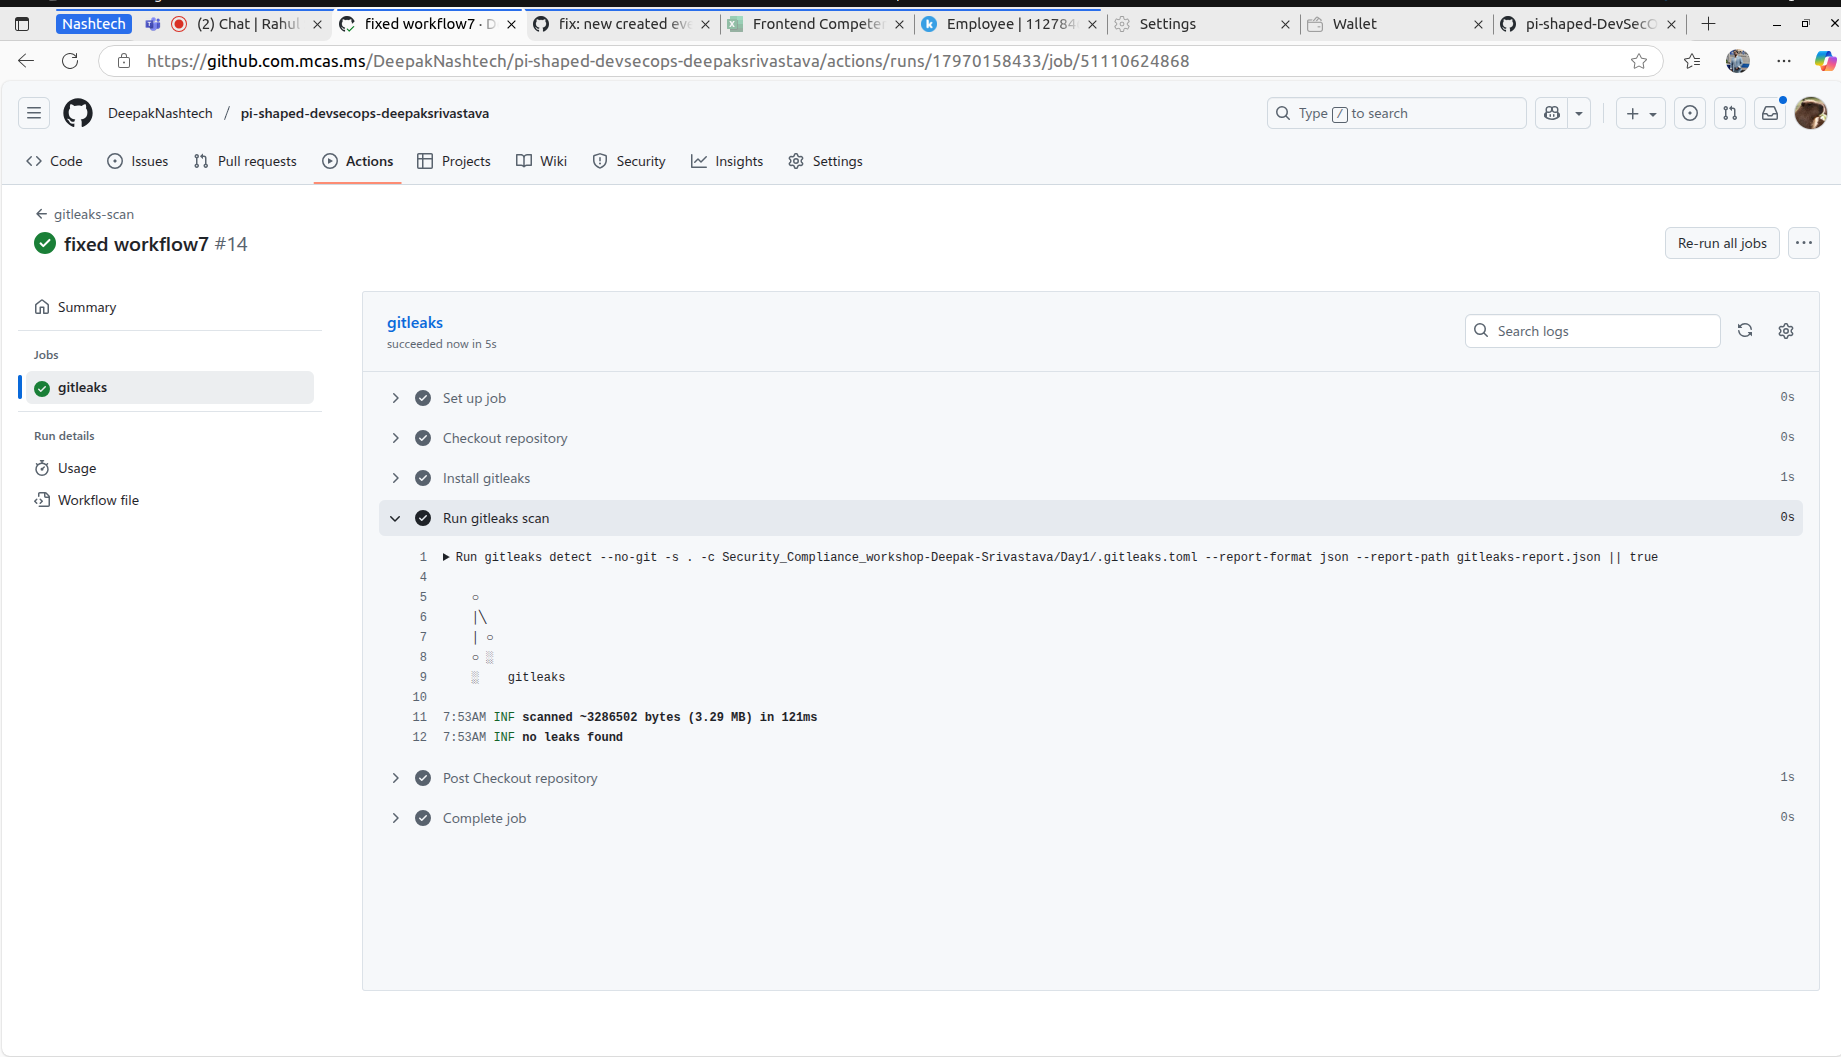 Nashtech
(2) Chat | Rahul
fixed workflow7 · D
fix: new created eve
Frontend Competen
Employee | 112784
Settings
Wallet
pi-shaped-DevSecO
https://github.com.mcas.ms/DeepakNashtech/pi-shaped-devsecops-deepaksrivastava/actions/runs/17970158433/job/51110624868
DeepakNashtech / pi-shaped-devsecops-deepaksrivastava
Type / to search
Code
Issues
Pull requests
Actions
Projects
Wiki
Security
Insights
Settings
gitleaks-scan
fixed workflow7 #14
Re-run all jobs
Summary
Jobs
gitleaks
Run details
Usage
Workflow file
gitleaks
succeeded now in 5s
Search logs
Set up job 0s
Checkout repository 0s
Install gitleaks 1s
Run gitleaks scan 0s
1 Run gitleaks detect --no-git -s . -c Security_Compliance_workshop-Deepak-Srivastava/Day1/.gitleaks.toml --report-format json --report-path gitleaks-report.json || true
4
5 ○
6 |\
7 | ○
8 ○ ░
9 ░ gitleaks
10
11 7:53AM INF scanned ~3286502 bytes (3.29 MB) in 121ms
12 7:53AM INF no leaks found
Post Checkout repository 1s
Complete job 0s